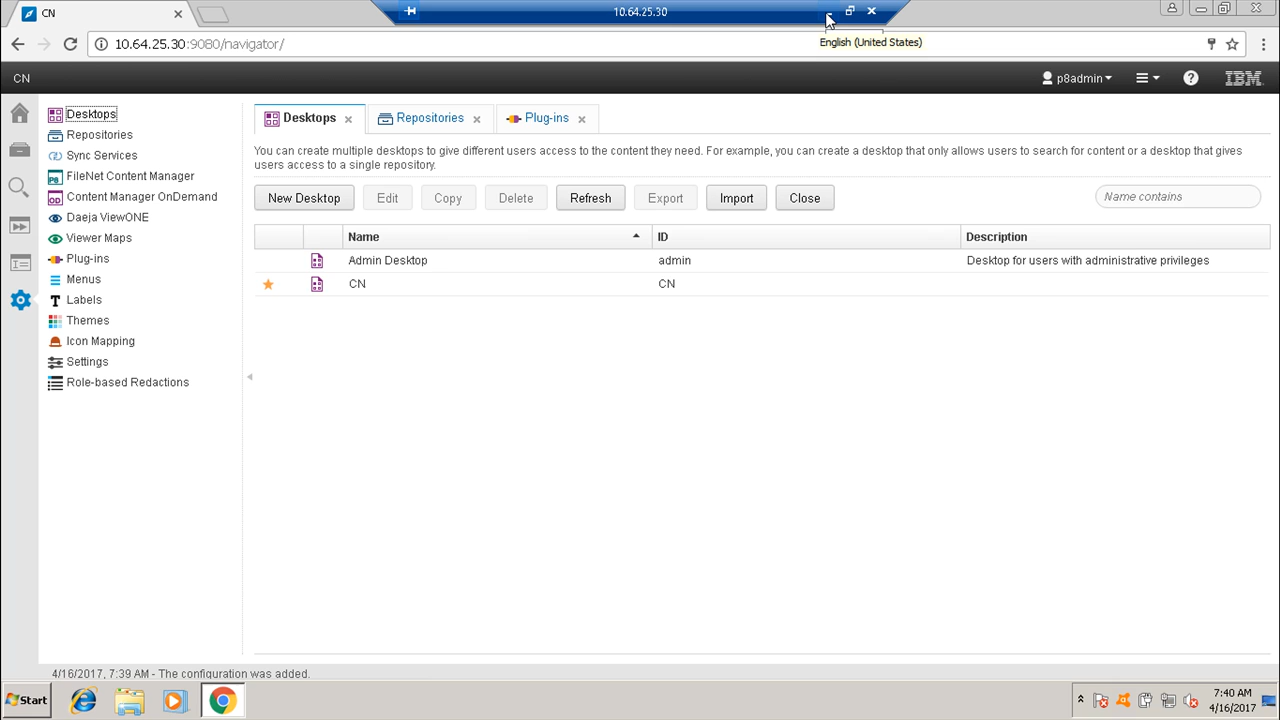 CN
10.64.25.30
English (United States)
10.64.25.30:9080/navigator/
CN
p8admin
?
IBM
Desktops
Repositories
Sync Services
FileNet Content Manager
Content Manager OnDemand
Daeja ViewONE
Viewer Maps
Plug-ins
Menus
Labels
Themes
Icon Mapping
Settings
Role-based Redactions
Desktops
Repositories
Plug-ins
You can create multiple desktops to give different users access to the content they need. For example, you can create a desktop that only allows users to search for content or a desktop that gives
users access to a single repository.
New Desktop
Edit
Copy
Delete
Refresh
Export
Import
Close
Name contains
Name
ID
Description
Admin Desktop
admin
Desktop for users with administrative privileges
CN
CN
4/16/2017, 7:39 AM - The configuration was added.
Start
7:40 AM
4/16/2017